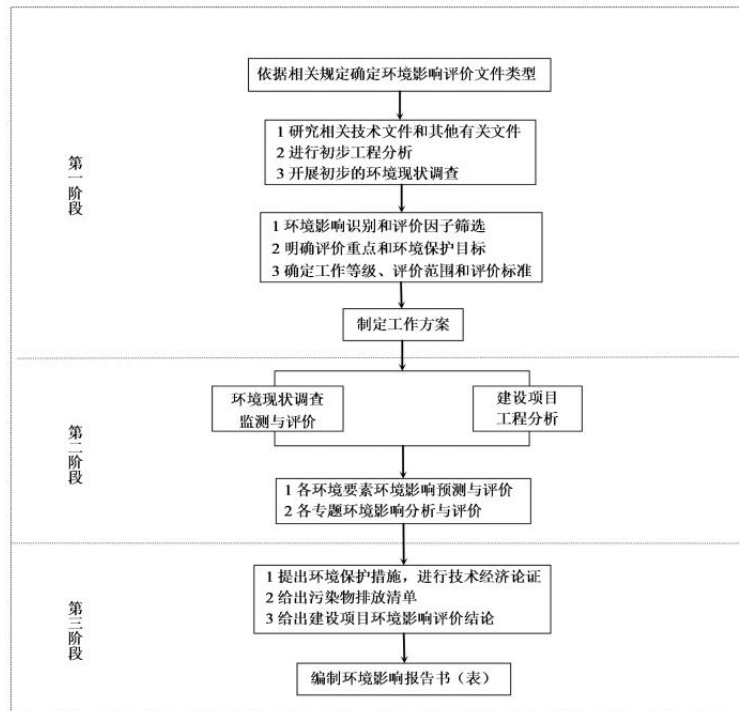 依据相关规定确定环境影响评价文件类型
第一阶段
1 研究相关技术文件和其他有关文件
2 进行初步工程分析
3 开展初步的环境现状调查
1 环境影响识别和评价因子筛选
2 明确评价重点和环境保护目标
3 确定工作等级、评价范围和评价标准
制定工作方案
第二阶段
环境现状调查
监测与评价
建设项目
工程分析
1 各环境要素环境影响预测与评价
2 各专题环境影响分析与评价
第三阶段
1 提出环境保护措施，进行技术经济论证
2 给出污染物排放清单
3 给出建设项目环境影响评价结论
编制环境影响报告书（表）